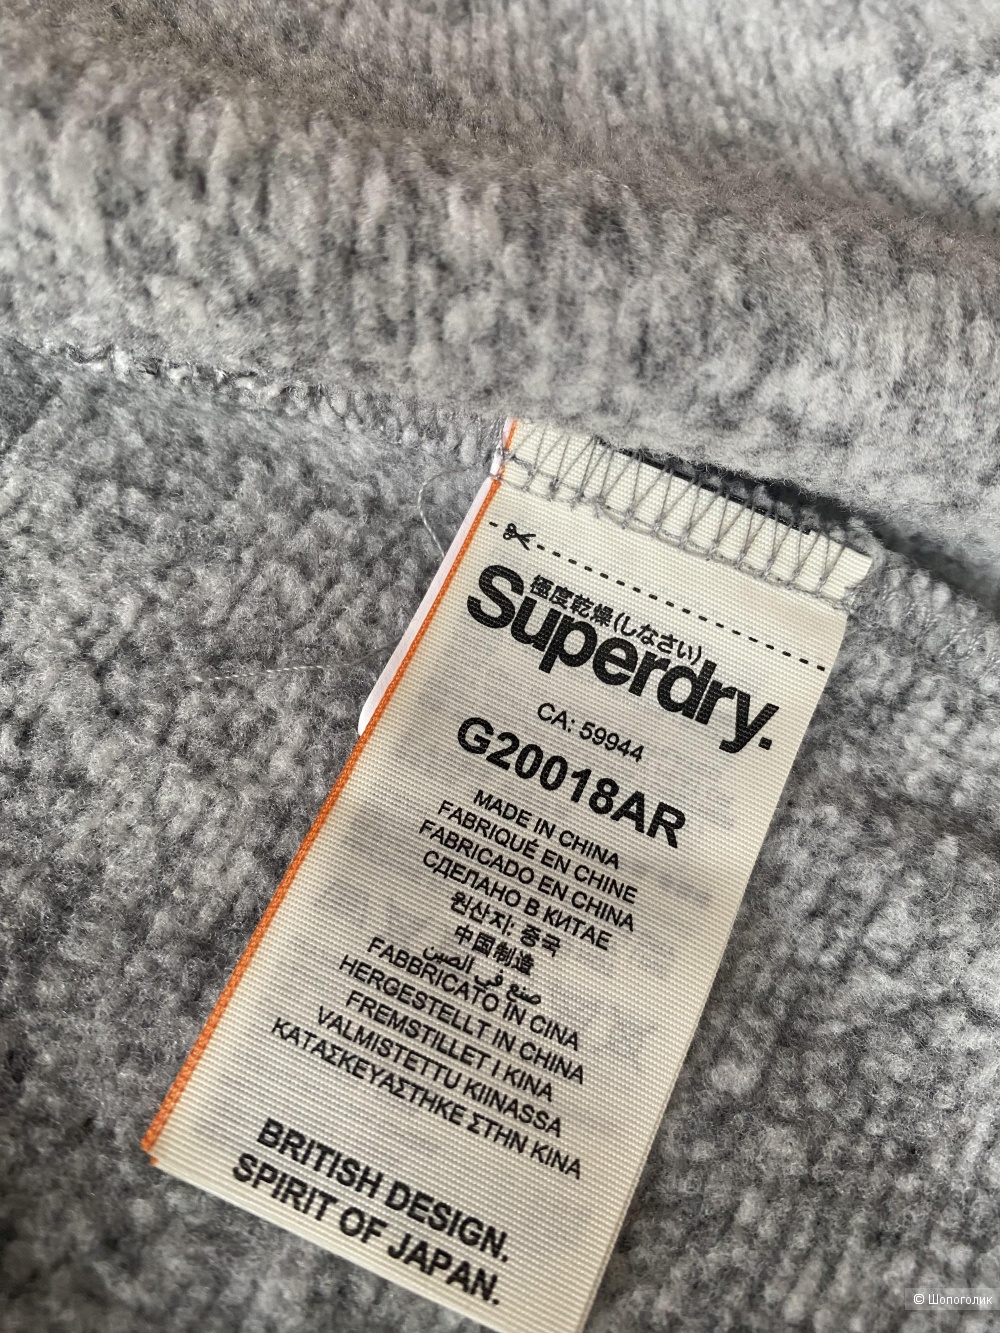 極度乾燥(しなさい)
Superdry.
CA: 59944
G20018AR
MADE IN CHINA
FABRIQUÉ EN CHINE
FABRICADO EN CHINA
СДЕПАНО В КИТАЕ
원산지: 중국
中国制造
صنع في الصين
FABBRICATO IN CINA
HERGESTELLT IN CHINA
FREMSTILLET I KINA
VALMISTETTU KIINASSA
ΚΑΤΑΣΚΕΥΑΣΤΗΚΕ ΣΤΗΝ ΚΙΝΑ
BRITISH DESIGN.
SPIRIT OF JAPAN.
© Шопоголик